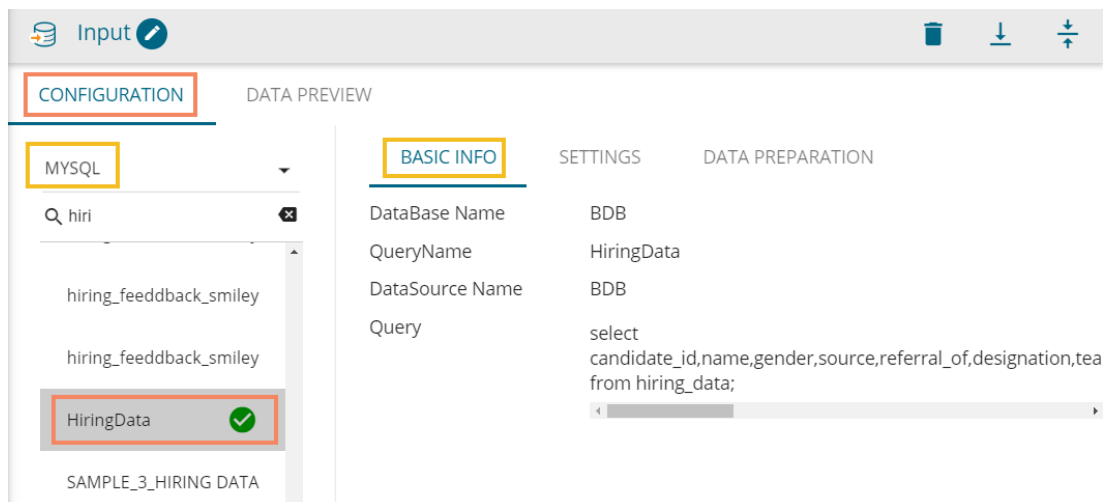 Input
CONFIGURATION DATA PREVIEW
MYSQL
hiri
hiring_feeddback_smiley
hiring_feeddback_smiley
HiringData
SAMPLE_3_HIRING DATA
BASIC INFO SETTINGS DATA PREPARATION
DataBase Name BDB
QueryName HiringData
DataSource Name BDB
Query select
candidate_id,name,gender,source,referral_of,designation,tea
from hiring_data;